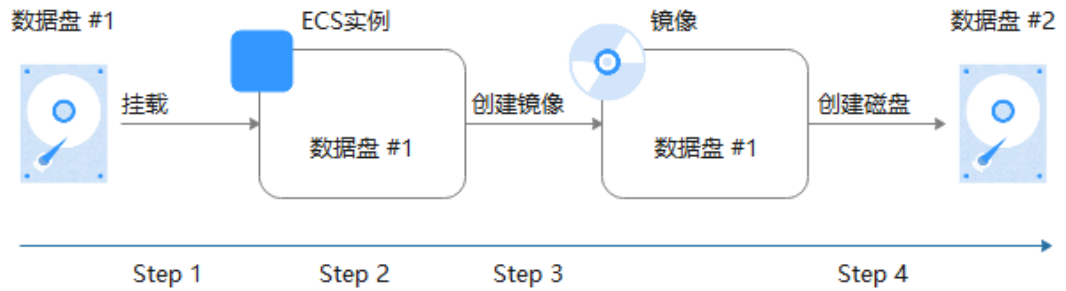 数据盘 #1
ECS实例
镜像
数据盘 #2
挂载
创建镜像
创建磁盘
数据盘 #1
数据盘 #1
Step 1
Step 2
Step 3
Step 4